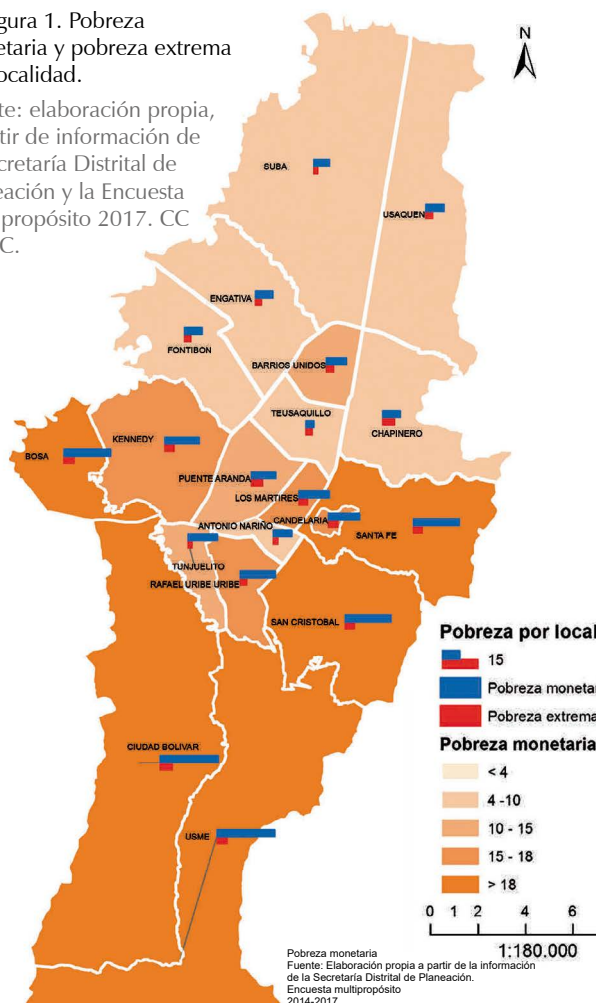 gura 1. Pobreza
etaria y pobreza extrema
ocalidad.
te: elaboración propia,
tir de información de
cretaría Distrital de
neación y la Encuesta
ipropósito 2017. CC
C.
N
SUBA
USAQUEN
ENGATIVA
FONTIBON
BARRIOS UNIDOS
TEUSAQUILLO
CHAPINERO
KENNEDY
BOSA
PUENTE ARANDA
LOS MARTIRES
ANTONIO NARIÑO
CANDELARIA
SANTA FE
TUNJUELITO
RAFAEL URIBE URIBE
SAN CRISTOBAL
CIUDAD BOLIVAR
USME
Pobreza por local
15
Pobreza monetar
Pobreza extrema
Pobreza monetaria
< 4
4 -10
10 - 15
15 - 18
> 18
0 1 2 4 6
1:180.000
Pobreza monetaria
Fuente: Elaboración propia a partir de la información
de la Secretaría Distrital de Planeación.
Encuesta multipropósito
2014-2017